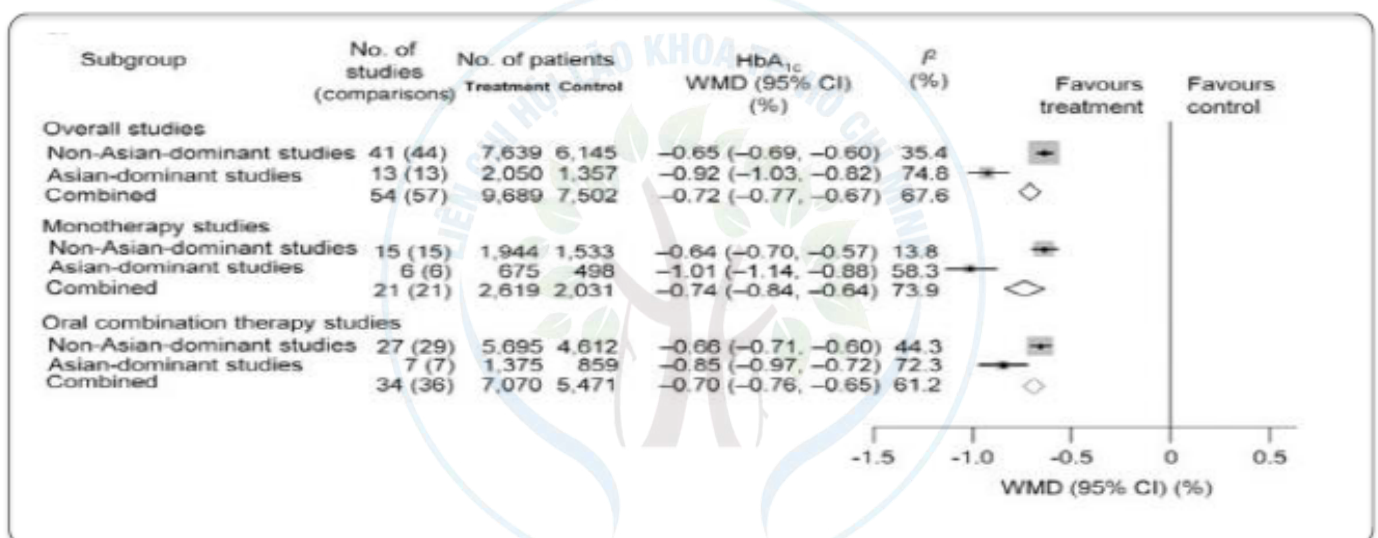 Subgroup No. of studies (comparisons) No. of patients Treatment Control HbA1c WMD (95% CI) (%) I² (%) Favours treatment Favours control
Overall studies
Non-Asian-dominant studies 41 (44) 7,639 6,145 –0.65 (–0.69, –0.60) 35.4
Asian-dominant studies 13 (13) 2,050 1,357 –0.92 (–1.03, –0.82) 74.8
Combined 54 (57) 9,689 7,502 –0.72 (–0.77, –0.67) 67.6
Monotherapy studies
Non-Asian-dominant studies 15 (15) 1,944 1,533 –0.64 (–0.70, –0.57) 13.8
Asian-dominant studies 6 (6) 675 498 –1.01 (–1.14, –0.88) 58.3
Combined 21 (21) 2,619 2,031 –0.74 (–0.84, –0.64) 73.9
Oral combination therapy studies
Non-Asian-dominant studies 27 (29) 5,695 4,612 –0.66 (–0.71, –0.60) 44.3
Asian-dominant studies 7 (7) 1,375 859 –0.85 (–0.97, –0.72) 72.3
Combined 34 (36) 7,070 5,471 –0.70 (–0.76, –0.65) 61.2
-1.5 -1.0 -0.5 0 0.5
WMD (95% CI) (%)
LIÊN CHI HỘI LÃO KHOA CHÍ MINH